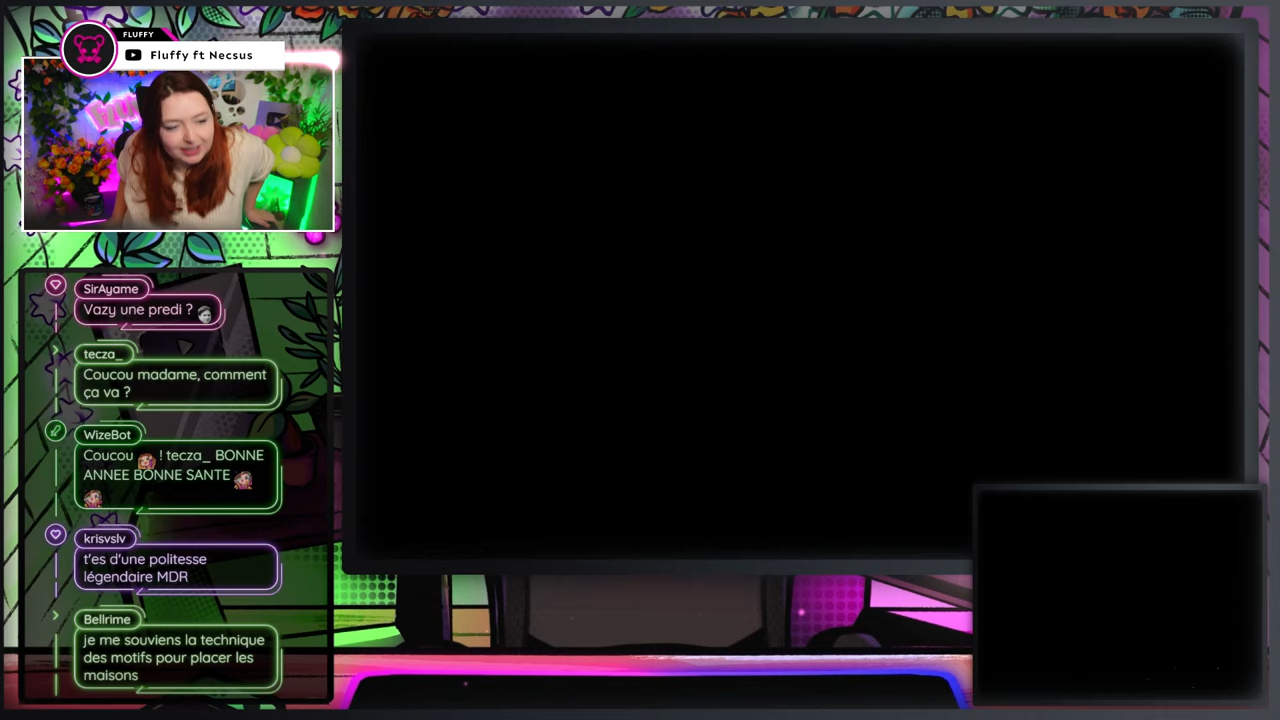 FLUFFY
Fluffy ft Necsus
SirAyame
Vazy une predi ?
tecza_
Coucou madame, comment
ça va ?
WizeBot
Coucou ! tecza_ BONNE
ANNEE BONNE SANTE
krisvslv
t'es d'une politesse
légendaire MDR
Bellrime
je me souviens la technique
des motifs pour placer les
maisons